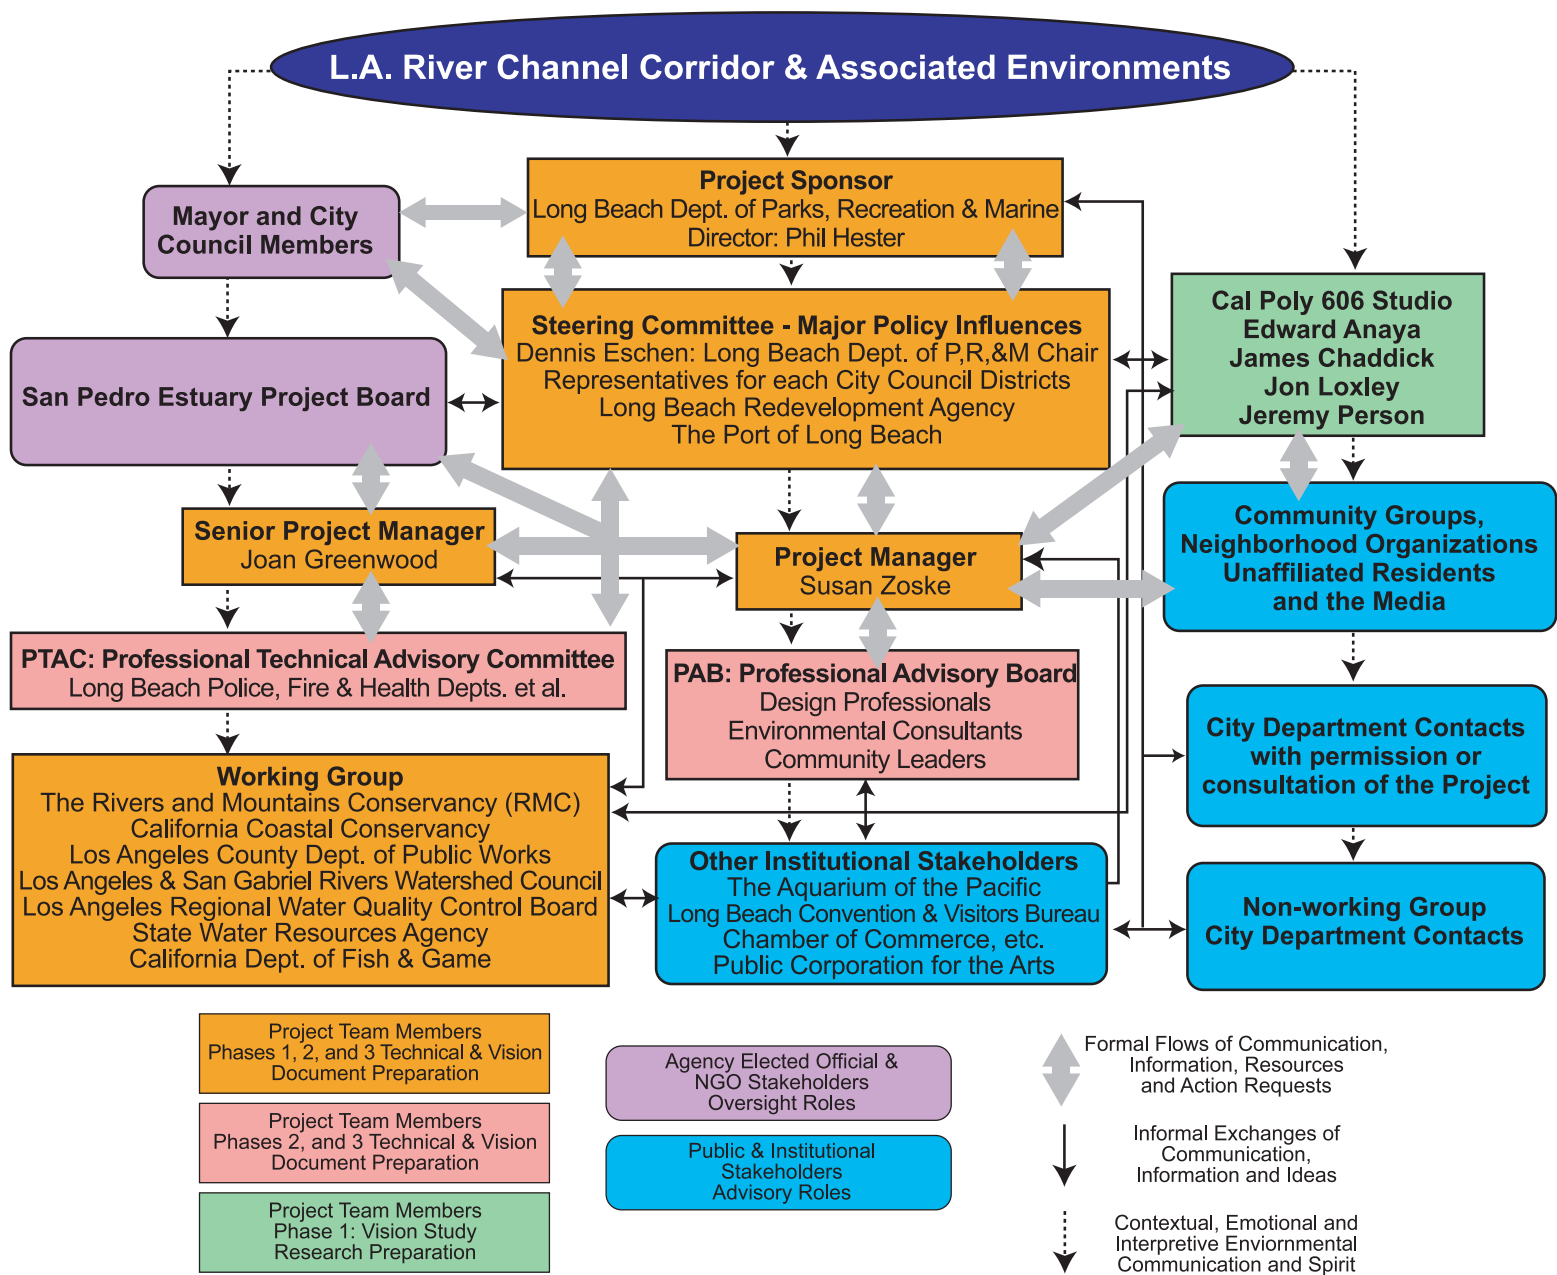 L.A. River Channel Corridor & Associated Environments
Project Sponsor
Long Beach Dept. of Parks, Recreation & Marine
Director: Phil Hester
Mayor and City
Council Members
Steering Committee - Major Policy Influences
Dennis Eschen: Long Beach Dept. of P,R,&M Chair
Representatives for each City Council Districts
Long Beach Redevelopment Agency
The Port of Long Beach
Cal Poly 606 Studio
Edward Anaya
James Chaddick
Jon Loxley
Jeremy Person
San Pedro Estuary Project Board
Senior Project Manager
Joan Greenwood
Project Manager
Susan Zoske
Community Groups,
Neighborhood Organizations
Unaffiliated Residents
and the Media
PTAC: Professional Technical Advisory Committee
Long Beach Police, Fire & Health Depts. et al.
PAB: Professional Advisory Board
Design Professionals
Environmental Consultants
Community Leaders
City Department Contacts
with permission or
consultation of the Project
Working Group
The Rivers and Mountains Conservancy (RMC)
California Coastal Conservancy
Los Angeles County Dept. of Public Works
Los Angeles & San Gabriel Rivers Watershed Council
Los Angeles Regional Water Quality Control Board
State Water Resources Agency
California Dept. of Fish & Game
Other Institutional Stakeholders
The Aquarium of the Pacific
Long Beach Convention & Visitors Bureau
Chamber of Commerce, etc.
Public Corporation for the Arts
Non-working Group
City Department Contacts
Project Team Members
Phases 1, 2, and 3 Technical & Vision
Document Preparation
Project Team Members
Phases 2, and 3 Technical & Vision
Document Preparation
Project Team Members
Phase 1: Vision Study
Research Preparation
Agency Elected Official &
NGO Stakeholders
Oversight Roles
Public & Institutional
Stakeholders
Advisory Roles
Formal Flows of Communication,
Information, Resources
and Action Requests
Informal Exchanges of
Communication,
Information and Ideas
Contextual, Emotional and
Interpretive Enviornmental
Communication and Spirit